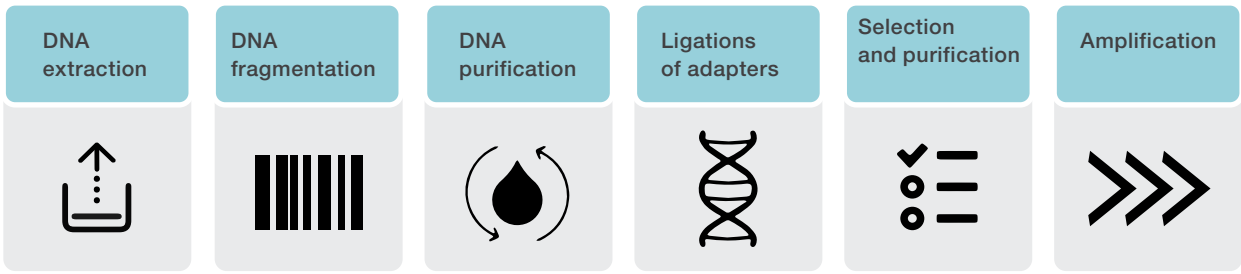 DNA
extraction
DNA
fragmentation
DNA
purification
Ligations
of adapters
Selection
and purification
Amplification